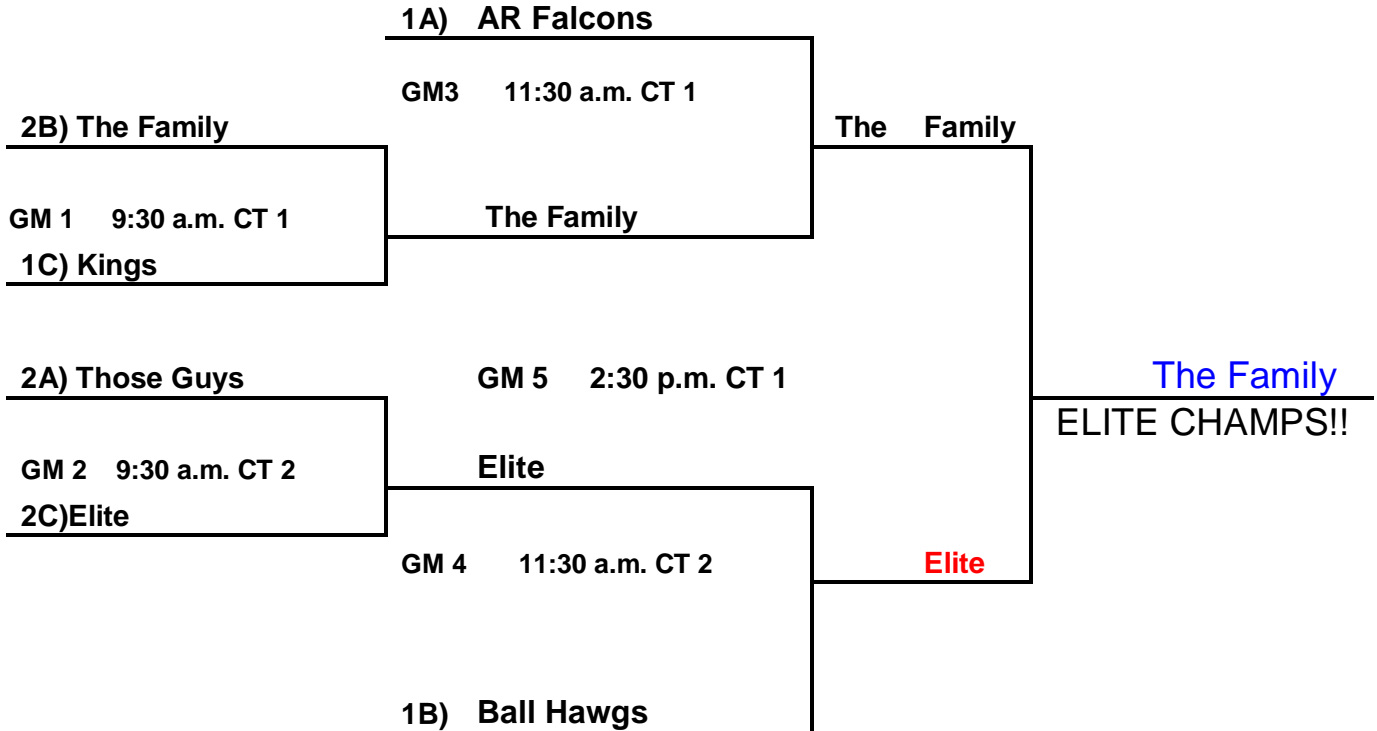 1A) AR Falcons
GM3 11:30 a.m. CT 1
2B) The Family
The Family
GM 1 9:30 a.m. CT 1
The Family
1C) Kings
2A) Those Guys
GM 5 2:30 p.m. CT 1
The Family
ELITE CHAMPS!!
GM 2 9:30 a.m. CT 2
Elite
2C)Elite
GM 4 11:30 a.m. CT 2
Elite
1B) Ball Hawgs